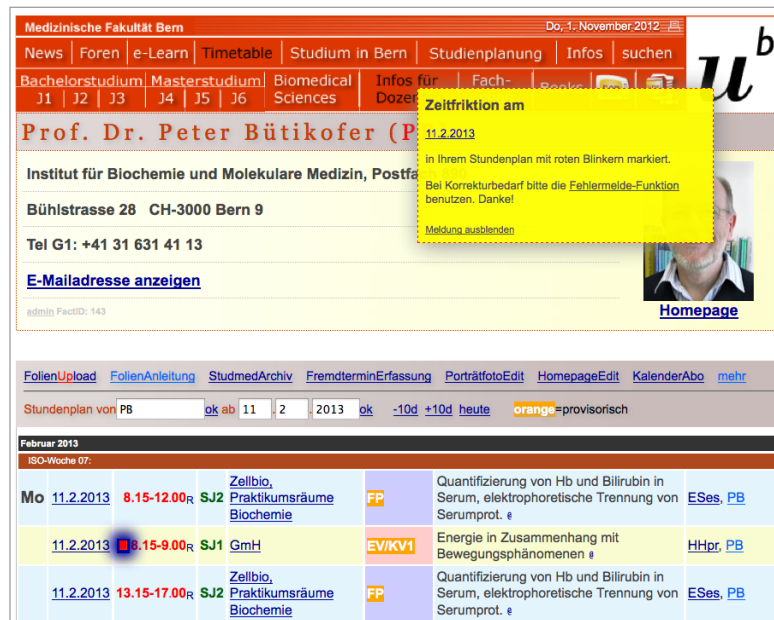 Medizinische Fakultät Bern
Do, 1. November 2012
News Foren e-Learn Timetable Studium in Bern Studienplanung Infos suchen
Bachelorstudium Masterstudium Biomedical Infos für Fach-
J1 J2 J3 J4 J5 J6 Sciences
u b
Prof. Dr. Peter Bütikofer (P
Zeitfriktion am
11.2.2013
in Ihrem Stundenplan mit roten Blinkern markiert.
Bei Korrekturbedarf bitte die Fehlermelde-Funktion
benutzen. Danke!
Meldung ausblenden
Institut für Biochemie und Molekulare Medizin, Postfach 890
Bühlstrasse 28 CH-3000 Bern 9
Tel G1: +41 31 631 41 13
E-Mailadresse anzeigen
admin FactID: 143
Homepage
FolienUpload FolienAnleitung StudmedArchiv FremdterminErfassung PorträtfotoEdit HomepageEdit KalenderAbo mehr
Stundenplan von PB ok ab 11 . 2 . 2013 ok -10d +10d heute orange=provisorisch
Februar 2013
ISO-Woche 07:
Mo 11.2.2013 8.15-12.00R SJ2 Zellbio, Praktikumsräume Biochemie FP Quantifizierung von Hb und Bilirubin in Serum, elektrophoretische Trennung von Serumprot. e ESes, PB
11.2.2013 8.15-9.00R SJ1 GmH EV/KV1 Energie in Zusammenhang mit Bewegungsphänomenen e HHpr, PB
11.2.2013 13.15-17.00R SJ2 Zellbio, Praktikumsräume Biochemie FP Quantifizierung von Hb und Bilirubin in Serum, elektrophoretische Trennung von Serumprot. e ESes, PB